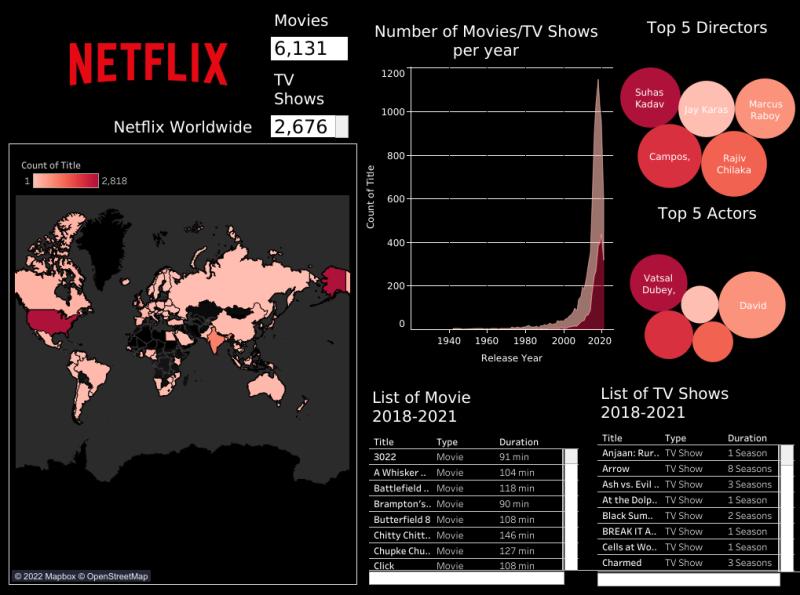 NETFLIX
Movies
6,131
TV
Shows
2,676
Netflix Worldwide
Count of Title
1
2,818
© 2022 Mapbox © OpenStreetMap
Number of Movies/TV Shows
per year
Count of Title
1200
1000
800
600
400
200
0
1940 1960 1980 2000 2020
Release Year
Top 5 Directors
Suhas
Kadav
Jay Karas
Marcus
Raboy
Campos,
Rajiv
Chilaka
Top 5 Actors
Vatsal
Dubey,
David
List of Movie
2018-2021
Title Type Duration
3022 Movie 91 min
A Whisker .. Movie 104 min
Battlefield .. Movie 118 min
Brampton's.. Movie 90 min
Butterfield 8 Movie 108 min
Chitty Chitt.. Movie 146 min
Chupke Chu.. Movie 127 min
Click Movie 108 min
List of TV Shows
2018-2021
Title Type Duration
Anjaan: Rur.. TV Show 1 Season
Arrow TV Show 8 Seasons
Ash vs. Evil .. TV Show 3 Seasons
At the Dolp.. TV Show 1 Season
Black Sum.. TV Show 2 Seasons
BREAK IT A.. TV Show 1 Season
Cells at Wo.. TV Show 1 Season
Charmed TV Show 3 Seasons